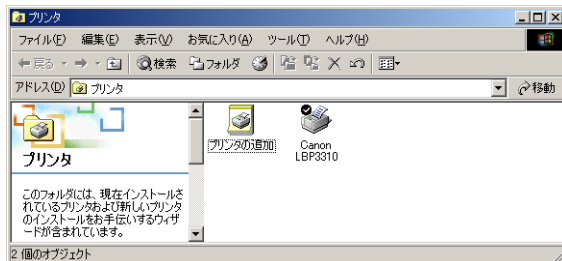 プリンタ
ファイル(F) 編集(E) 表示(V) お気に入り(A) ツール(T) ヘルプ(H)
戻る 検索 フォルダ
アドレス(D) プリンタ 移動
プリンタ
このフォルダには、現在インストールさ
れているプリンタおよび新しいプリンタ
のインストールをお手伝いするウィザ
ードが含まれています。
プリンタの追加
Canon
LBP3310
2 個のオブジェクト